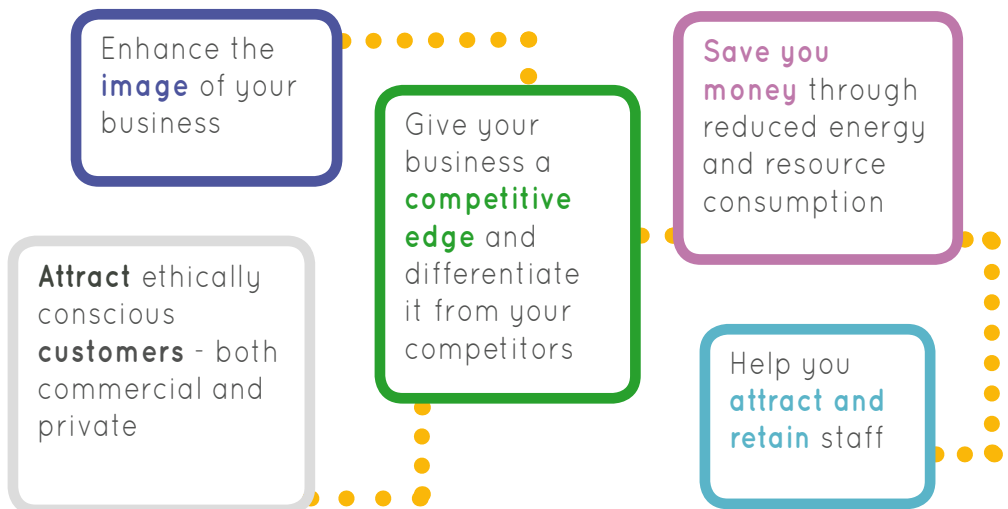 Enhance the
image of your
business
Give your
business a
competitive
edge and
differentiate
it from your
competitors
Save you
money through
reduced energy
and resource
consumption
Attract ethically
conscious
customers - both
commercial and
private
Help you
attract and
retain staff